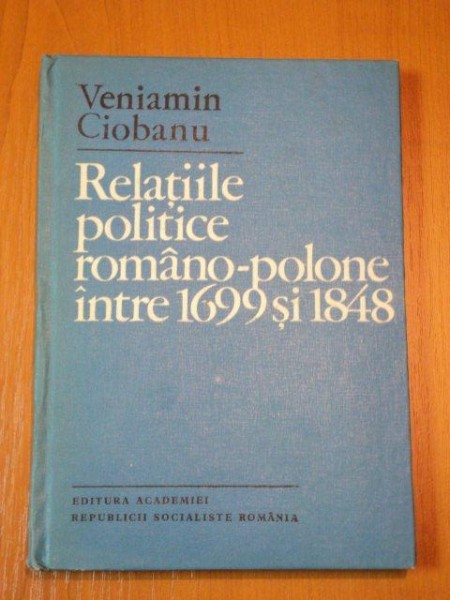 Veniamin
Ciobanu
Relațiile
politice
româno-polone
între 1699 și 1848
EDITURA ACADEMIEI
REPUBLICII SOCIALISTE ROMÂNIA